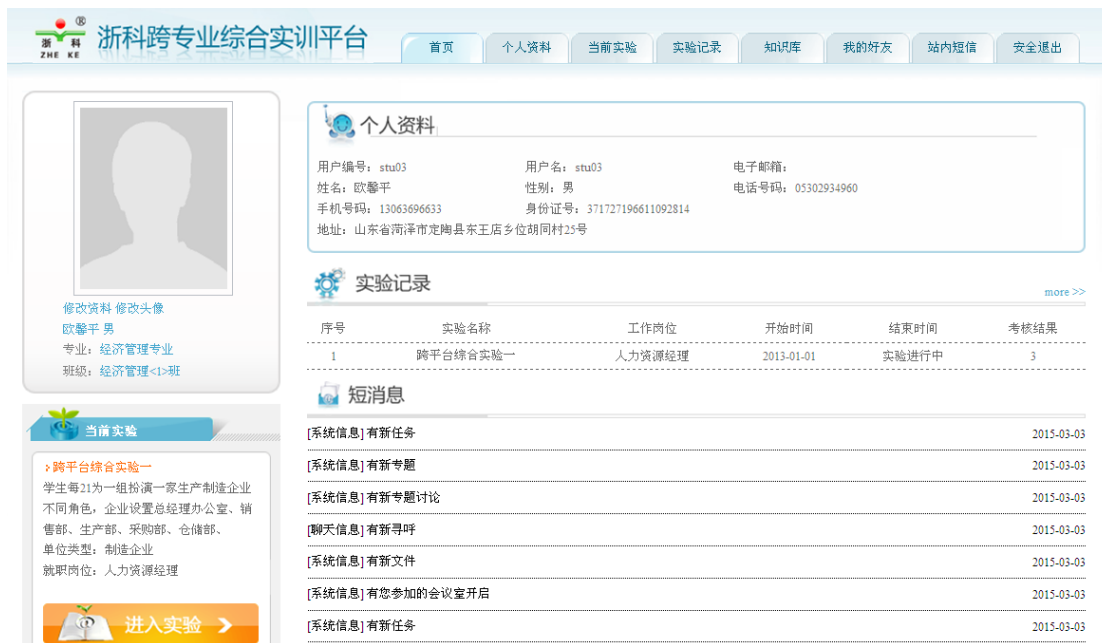 浙科
ZHE KE
®
浙科跨专业综合实训平台
首页 个人资料 当前实验 实验记录 知识库 我的好友 站内短信 安全退出
修改资料 修改头像
欧馨平 男
专业：经济管理专业
班级：经济管理<1>班
当前实验
跨平台综合实验一
学生每21为一组扮演一家生产制造企业
不同角色，企业设置总经理办公室、销
售部、生产部、采购部、仓储部、
单位类型：制造企业
就职岗位：人力资源经理
进入实验
个人资料
用户编号：stu03 用户名：stu03 电子邮箱：
姓名：欧馨平 性别：男 电话号码：05302934960
手机号码：13063696633 身份证号：371727196611092814
地址：山东省菏泽市定陶县东王店乡位胡同村25号
实验记录
more >>
序号 实验名称 工作岗位 开始时间 结束时间 考核结果
1 跨平台综合实验一 人力资源经理 2013-01-01 实验进行中 3
短消息
[系统信息] 有新任务 2015-03-03
[系统信息] 有新专题 2015-03-03
[系统信息] 有新专题讨论 2015-03-03
[聊天信息] 有新寻呼 2015-03-03
[系统信息] 有新文件 2015-03-03
[系统信息] 有您参加的会议室开启 2015-03-03
[系统信息] 有新任务 2015-03-03